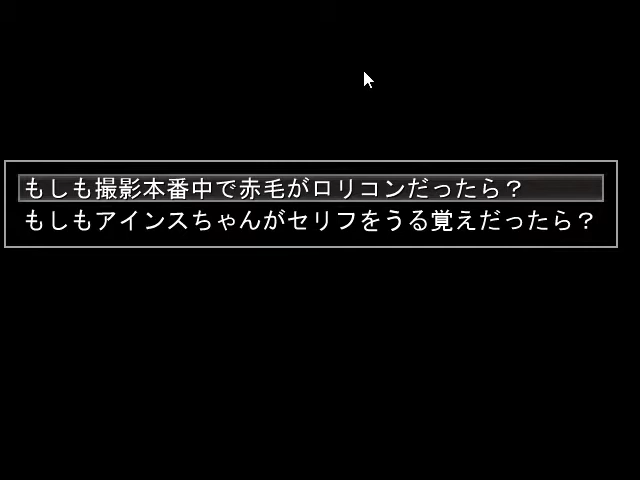 もしも撮影本番中で赤毛がロリコンだったら？
もしもアインスちゃんがセリフをうる覚えだったら？